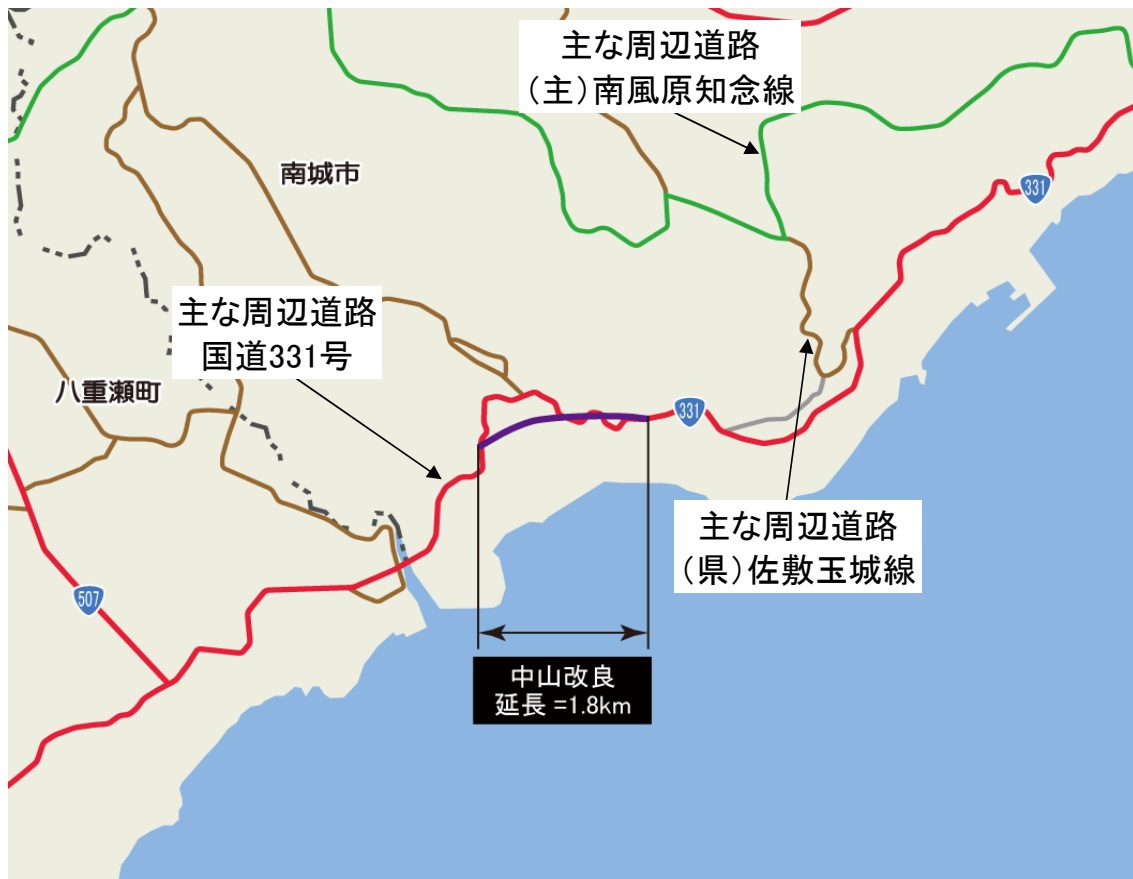 主な周辺道路
（主）南風原知念線
南城市
331
主な周辺道路
国道331号
八重瀬町
331
主な周辺道路
（県）佐敷玉城線
507
中山改良
延長 =1.8km